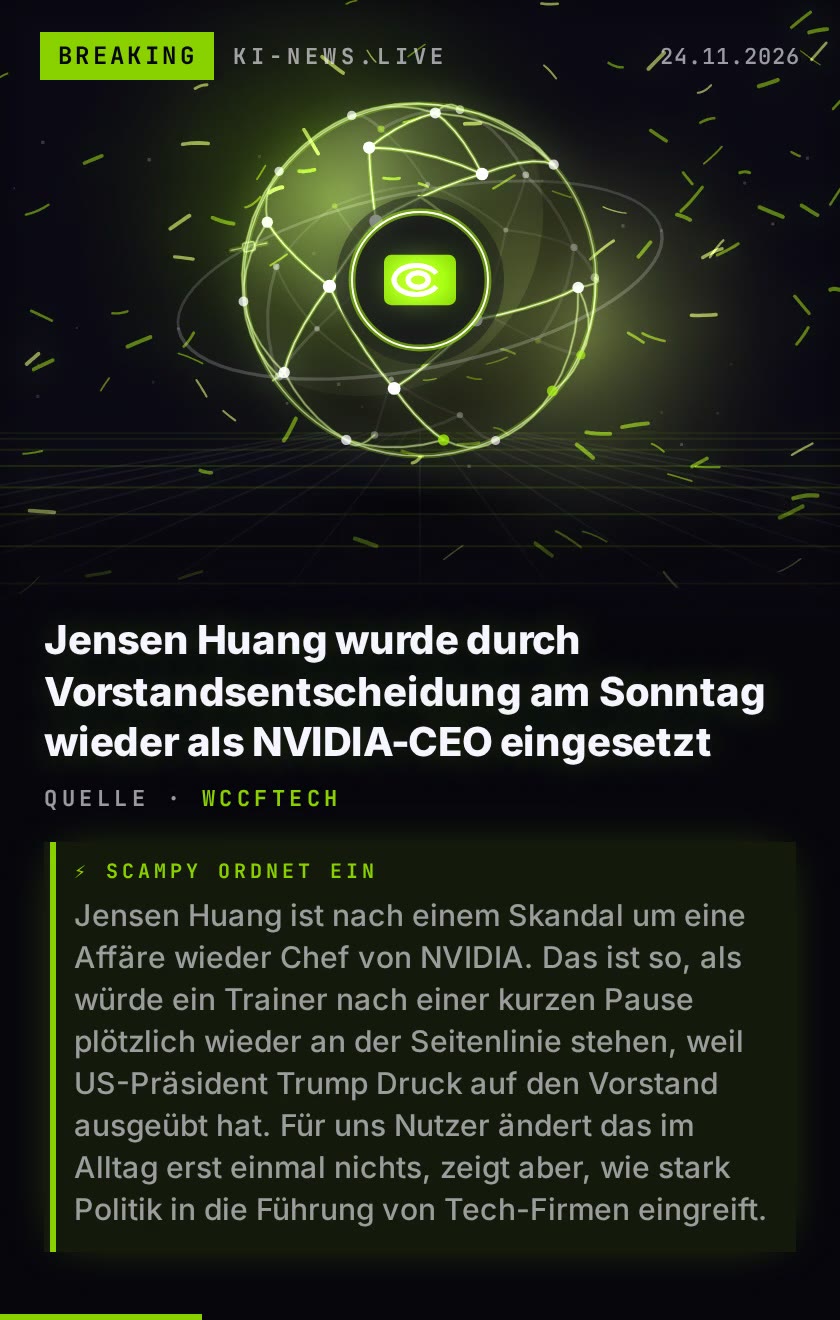 BREAKING KI-NEWS.LIVE 24.11.2026
Jensen Huang wurde durch
Vorstandsentscheidung am Sonntag
wieder als NVIDIA-CEO eingesetzt
QUELLE · WCCFTECH
⚡ SCAMPY ORDNET EIN
Jensen Huang ist nach einem Skandal um eine
Affäre wieder Chef von NVIDIA. Das ist so, als
würde ein Trainer nach einer kurzen Pause
plötzlich wieder an der Seitenlinie stehen, weil
US-Präsident Trump Druck auf den Vorstand
ausgeübt hat. Für uns Nutzer ändert das im
Alltag erst einmal nichts, zeigt aber, wie stark
Politik in die Führung von Tech-Firmen eingreift.